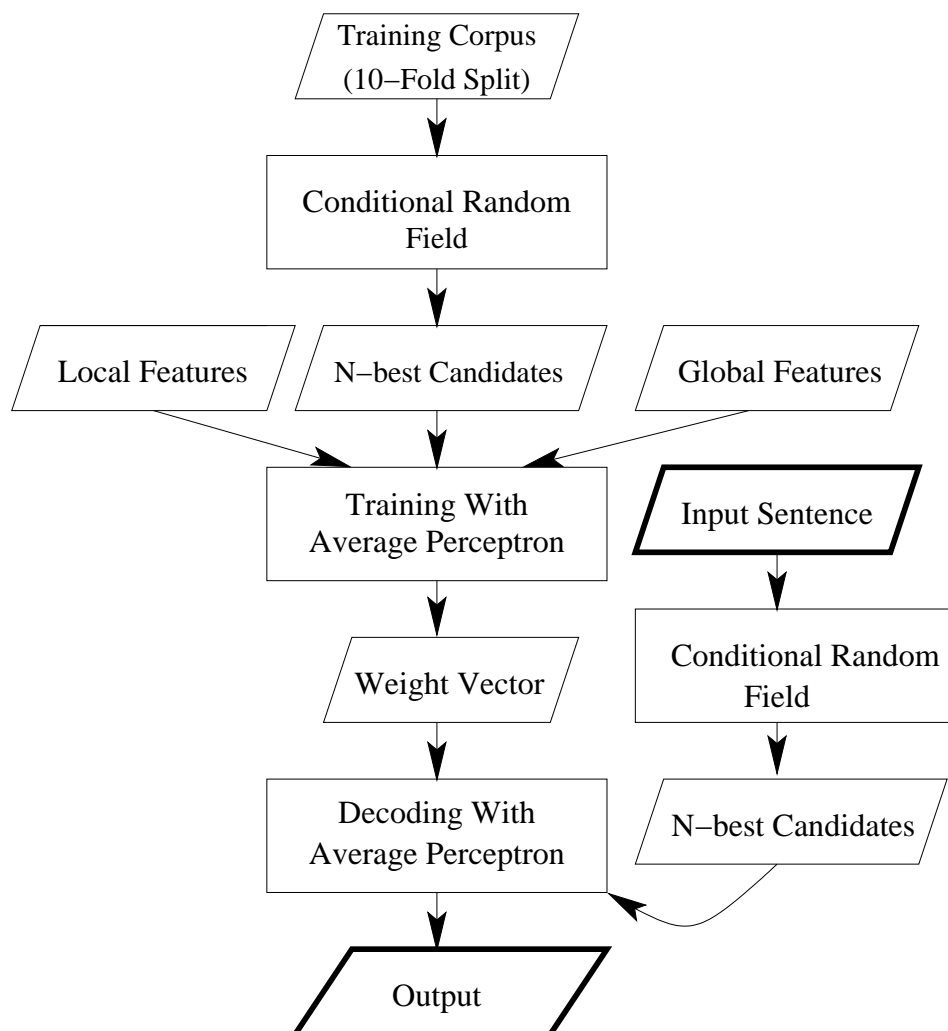 Training Corpus
(10−Fold Split)
Conditional Random
Field
Local Features
N−best Candidates
Global Features
Training With
Average Perceptron
Input Sentence
Conditional Random
Field
Weight Vector
Decoding With
Average Perceptron
N−best Candidates
Output